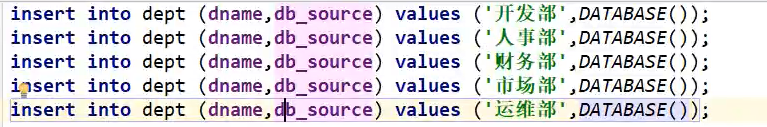 insert into dept (dname,db_source) values ('开发部',DATABASE());
insert into dept (dname,db_source) values ('人事部',DATABASE());
insert into dept (dname,db_source) values ('财务部',DATABASE());
insert into dept (dname,db_source) values ('市场部',DATABASE());
insert into dept (dname,db_source) values ('运维部',DATABASE());